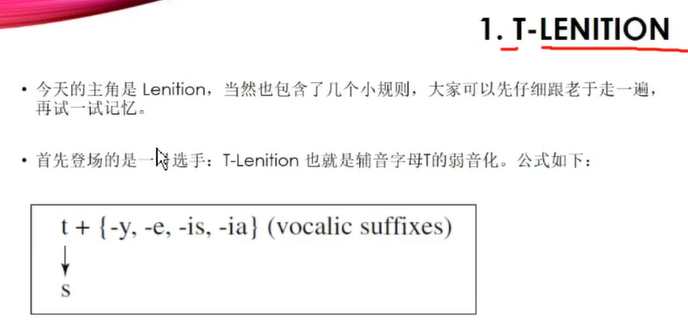 1. T-LENITION
• 今天的主角是 Lenition，当然也包含了几个小规则，大家可以先仔细跟老于走一遍，
再试一试记忆。
• 首先登场的是一号选手：T-Lenition 也就是辅音字母T的弱音化。公式如下：
t + {-y, -e, -is, -ia} (vocalic suffixes)
↓
s